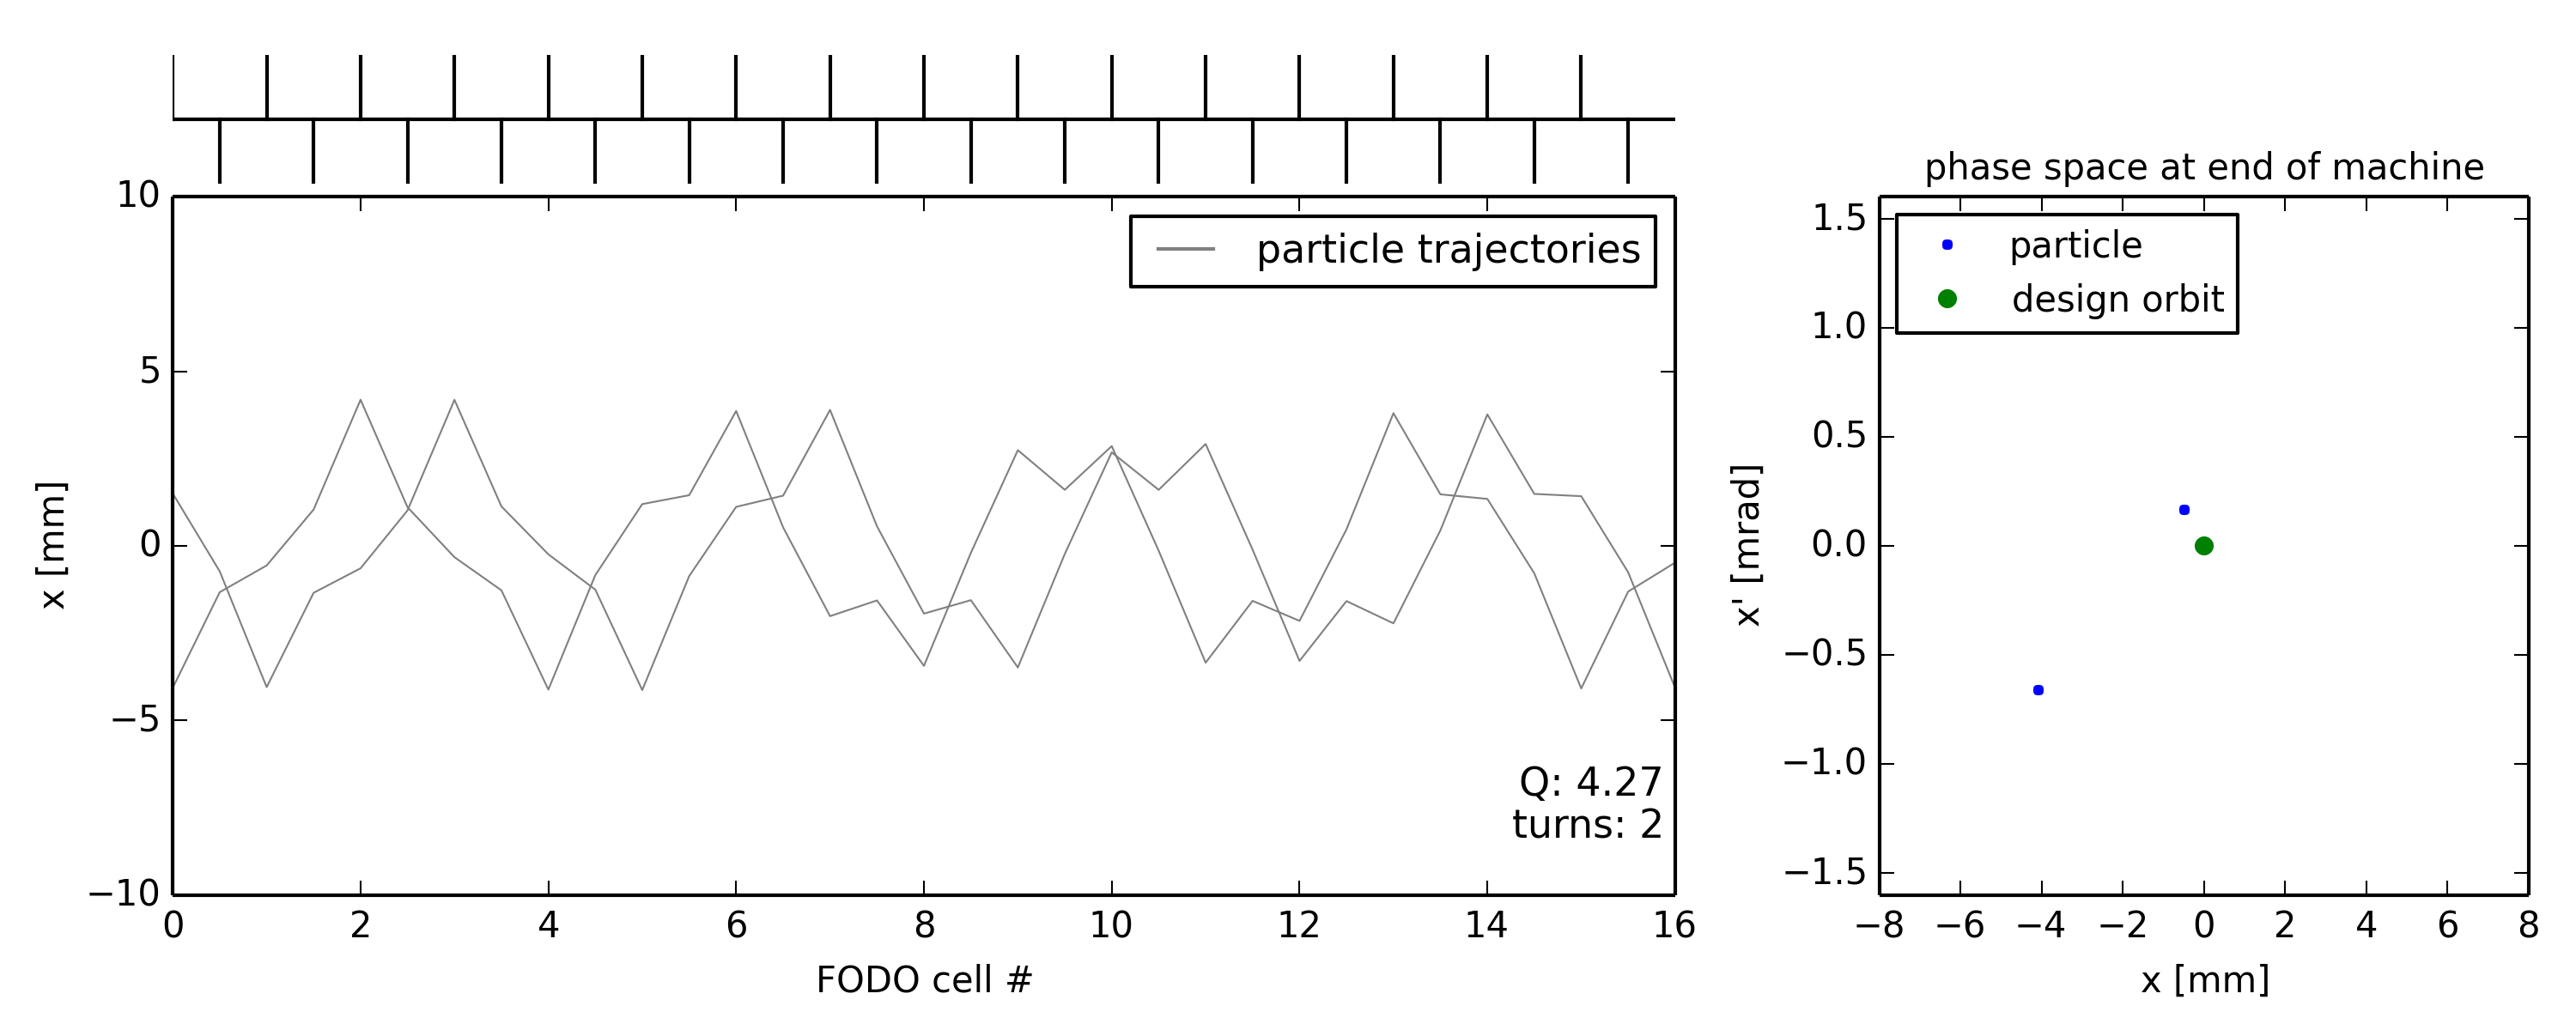 phase space at end of machine
10
5
0
−5
−10
x [mm]
particle trajectories
Q: 4.27
turns: 2
0 2 4 6 8 10 12 14 16
FODO cell #
1.5
1.0
0.5
0.0
−0.5
−1.0
−1.5
x' [mrad]
particle
design orbit
−8 −6 −4 −2 0 2 4 6 8
x [mm]